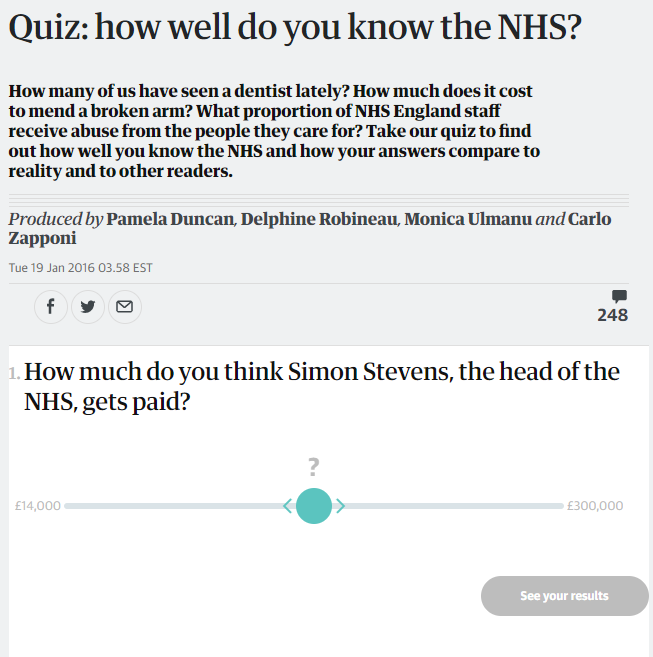 Quiz: how well do you know the NHS?
How many of us have seen a dentist lately? How much does it cost
to mend a broken arm? What proportion of NHS England staff
receive abuse from the people they care for? Take our quiz to find
out how well you know the NHS and how your answers compare to
reality and to other readers.
Produced by Pamela Duncan, Delphine Robineau, Monica Ulmanu and Carlo
Zapponi
Tue 19 Jan 2016 03.58 EST
248
1. How much do you think Simon Stevens, the head of the
NHS, gets paid?
?
£14,000 £300,000
See your results